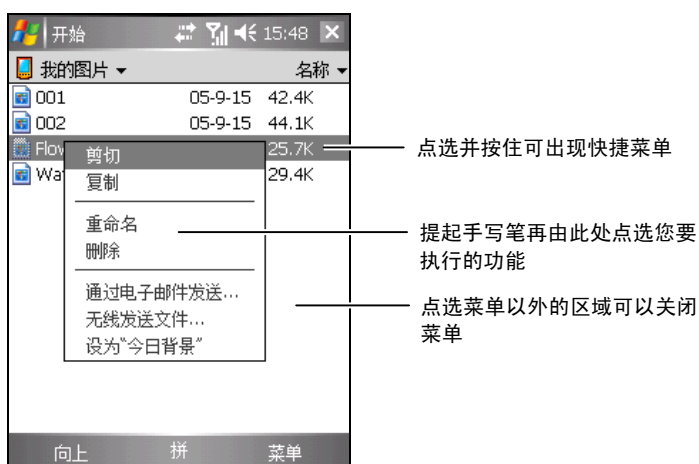 开始 15:48
我的图片 名称
001 05-9-15 42.4K
002 05-9-15 44.1K
Flow 25.7K
Wat 29.4K
剪切
复制
重命名
删除
通过电子邮件发送...
无线发送文件...
设为“今日背景”
向上 拼 菜单
点选并按住可出现快捷菜单
提起手写笔再由此处点选您要
执行的功能
点选菜单以外的区域可以关闭
菜单